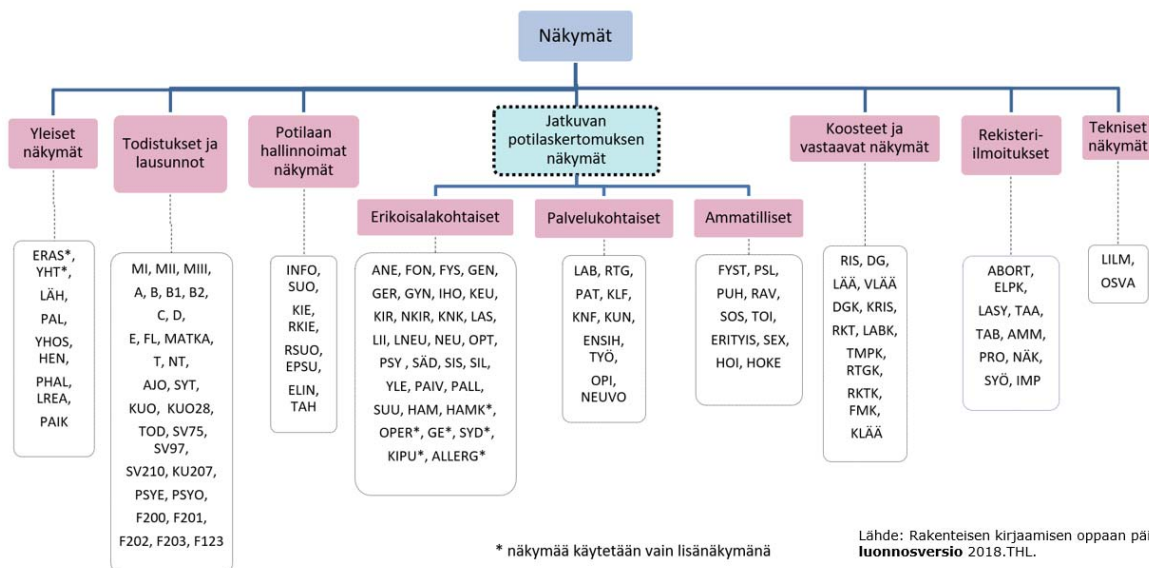 Näkymät
Yleiset
näkymät
Todistukset ja
lausunnot
Potilaan
hallinnoimat
näkymät
Jatkuvan
potilaskertomuksen
näkymät
Koosteet ja
vastaavat näkymät
Rekisteri-
ilmoitukset
Tekniset
näkymät
Erikoisalakohtaiset
Palvelukohtaiset
Ammatilliset
ERAS*,
YHT*,
LÄH,
PAL,
YHOS,
HEN,
PHAL,
LREA,
PAIK
MI, MII, MIII,
A, B, B1, B2,
C, D,
E, FL, MATKA,
T, NT,
AJO, SYT,
KUO, KUO28,
TOD, SV75,
SV97,
SV210, KU207,
PSYE, PSYO,
F200, F201,
F202, F203, F123
INFO,
SUO,
KIE,
RKIE,
RSUO,
EPSU,
ELIN,
TAH
ANE, FON, FYS, GEN,
GER, GYN, IHO, KEU,
KIR, NKIR, KNK, LAS,
LII, LNEU, NEU, OPT,
PSY , SÄD, SIS, SIL,
YLE, PAIV, PALL,
SUU, HAM, HAMK*,
OPER*, GE*, SYD*,
KIPU*, ALLERG*
LAB, RTG,
PAT, KLF,
KNF, KUN,
ENSIH,
TYÖ,
OPI,
NEUVO
FYST, PSL,
PUH, RAV,
SOS, TOI,
ERITYIS, SEX,
HOI, HOKE
RIS, DG,
LÄÄ, VLÄÄ
DGK, KRIS,
RKT, LABK,
TMPK,
RTGK,
RKTK,
FMK,
KLÄÄ
ABORT,
ELPK,
LASY, TAA,
TAB, AMM,
PRO, NÄK,
SYÖ, IMP
LILM,
OSVA
* näkymää käytetään vain lisänäkymänä
Lähde: Rakenteisen kirjaamisen oppaan päi
luonnosversio 2018.THL.